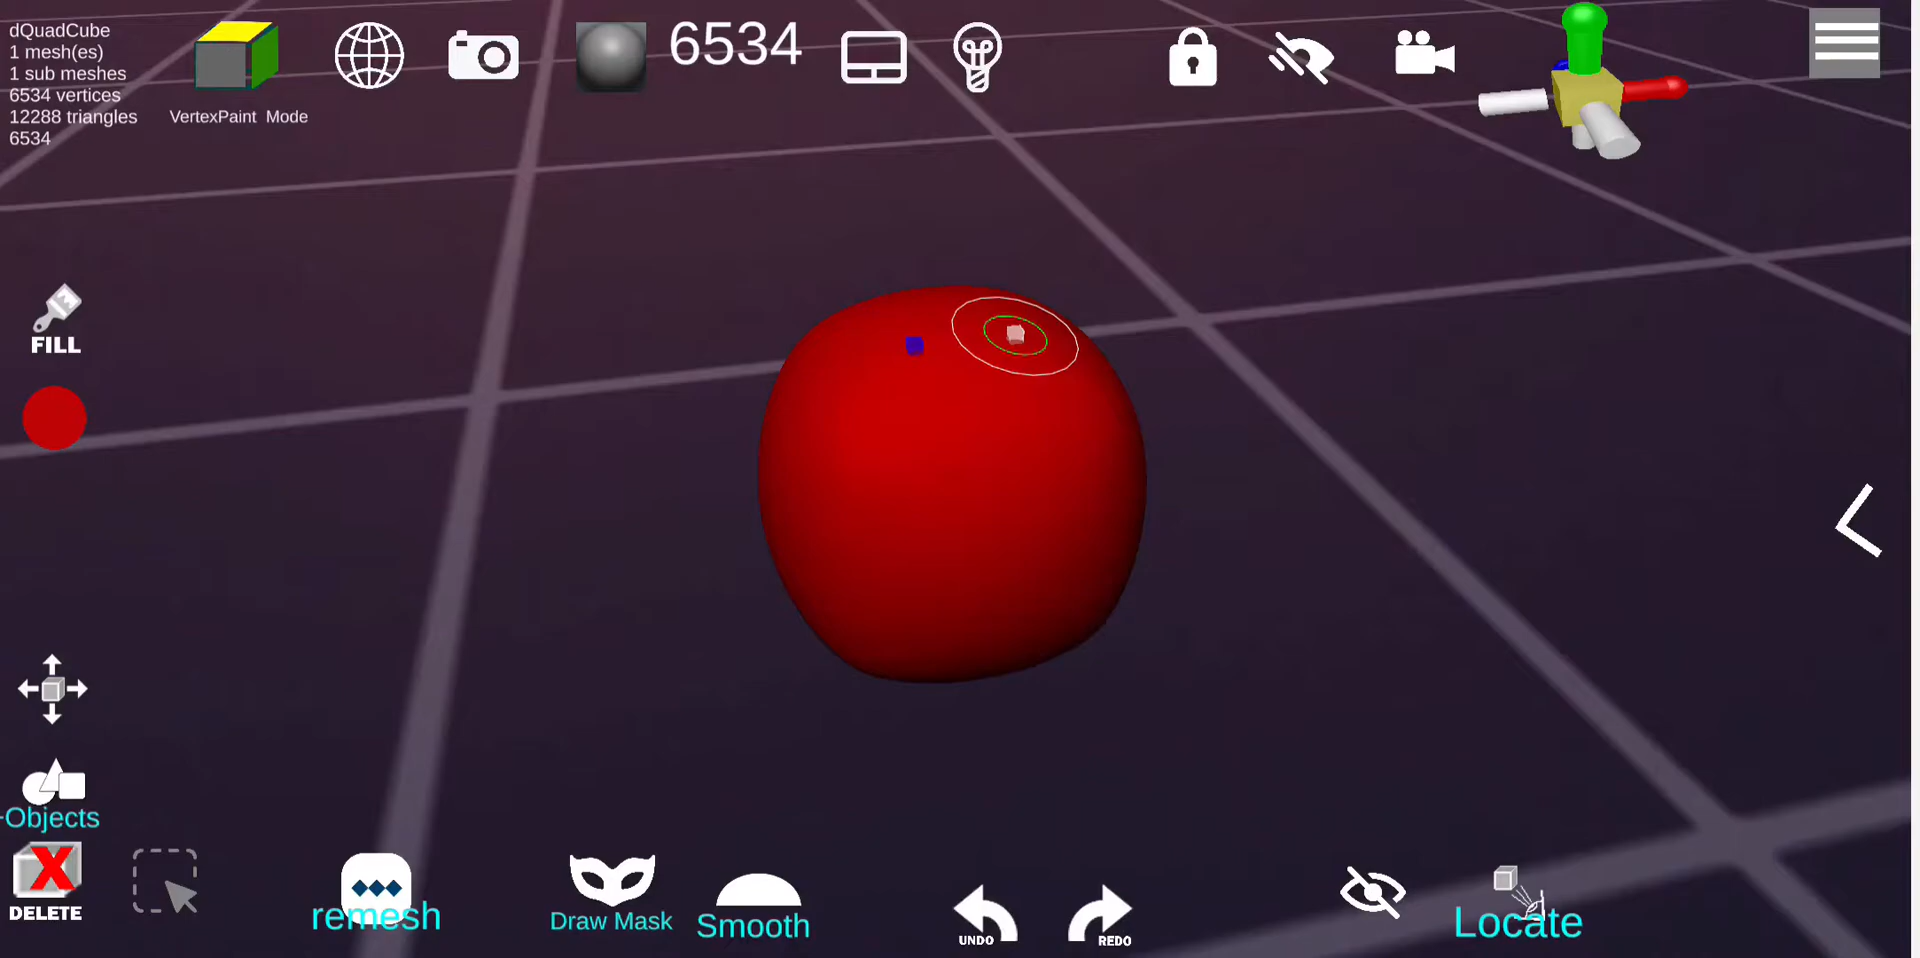 dQuadCube
1 mesh(es)
1 sub meshes
6534 vertices
12288 triangles
6534
VertexPaint Mode
6534
FILL
-Objects
DELETE
remesh
Draw Mask
Smooth
UNDO
REDO
Locate